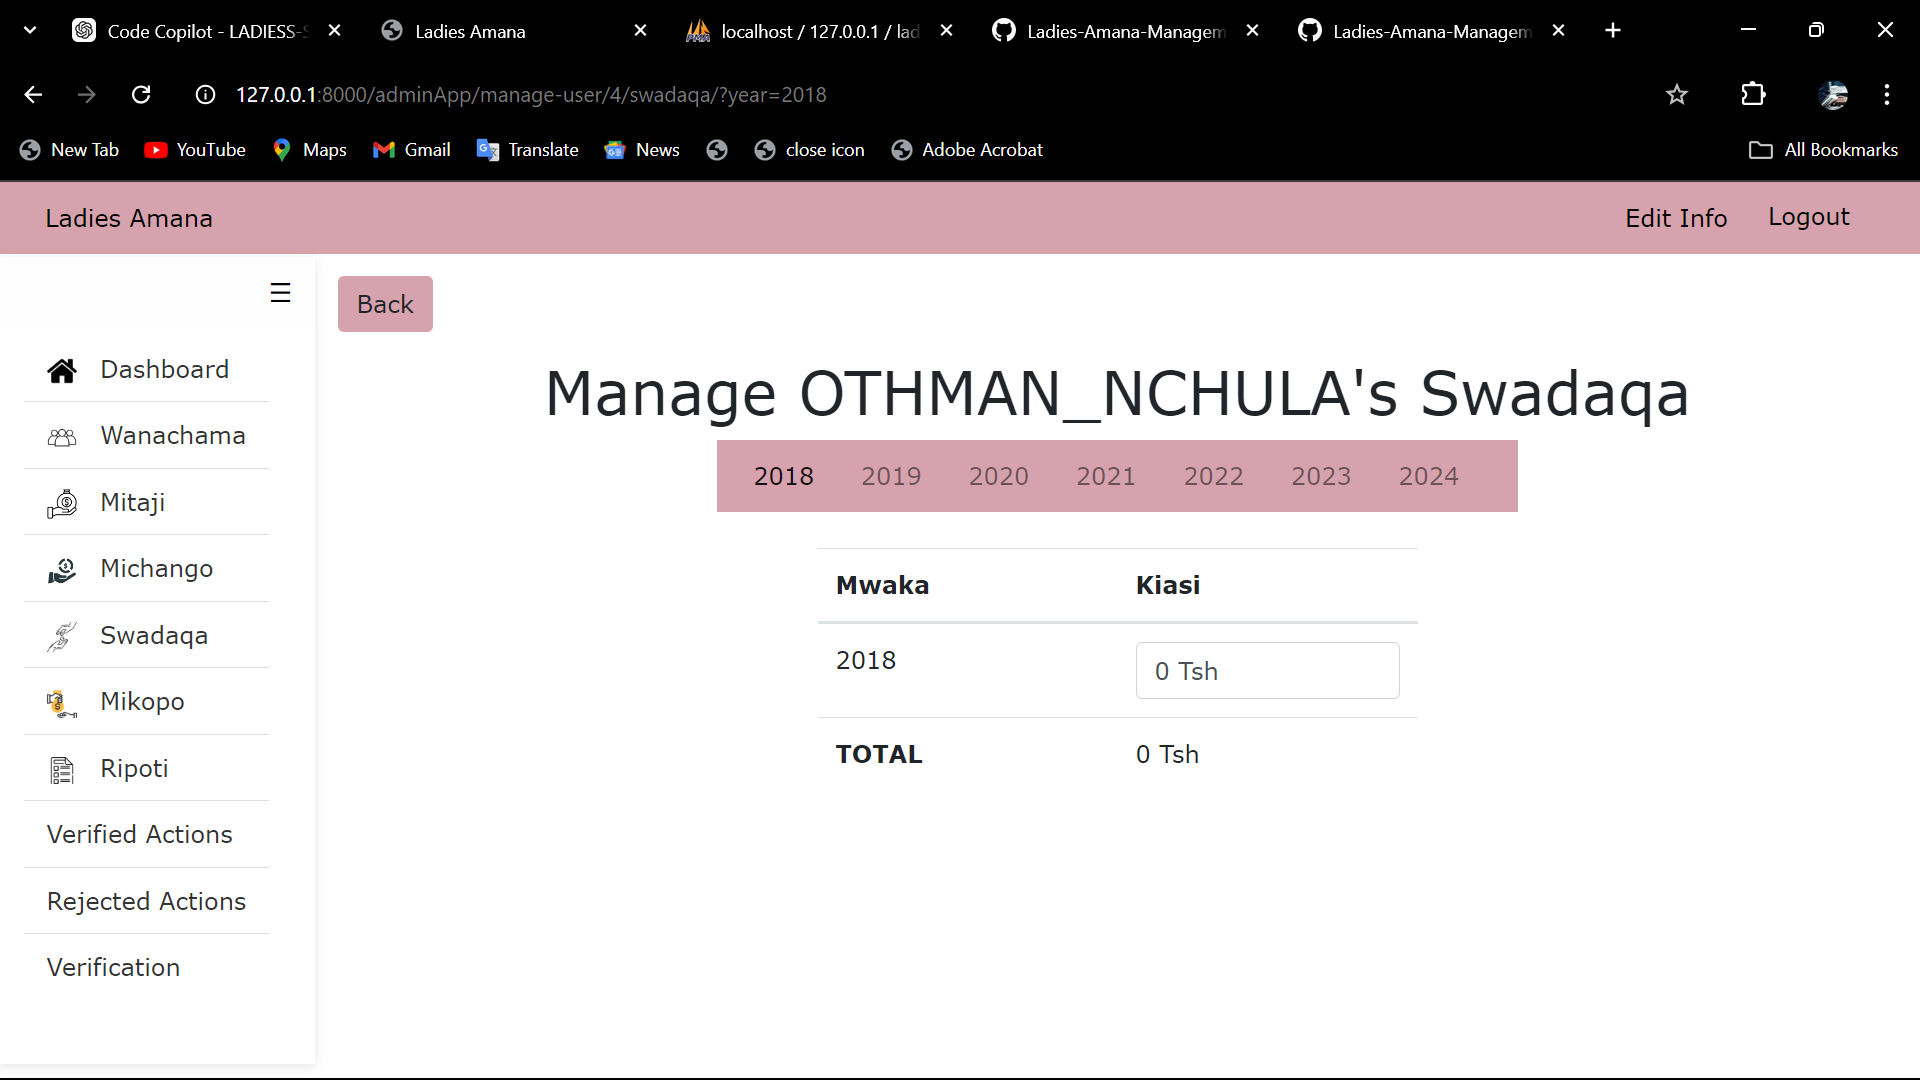 Code Copilot - LADIESS-S
Ladies Amana
localhost / 127.0.0.1 / lad
Ladies-Amana-Managem
Ladies-Amana-Managem
127.0.0.1:8000/adminApp/manage-user/4/swadaqa/?year=2018
New Tab
YouTube
Maps
Gmail
Translate
News
close icon
Adobe Acrobat
All Bookmarks
Ladies Amana
Edit Info
Logout
Back
Dashboard
Wanachama
Mitaji
Michango
Swadaqa
Mikopo
Ripoti
Verified Actions
Rejected Actions
Verification
Manage OTHMAN_NCHULA's Swadaqa
2018 2019 2020 2021 2022 2023 2024
Mwaka Kiasi
2018 0 Tsh
TOTAL 0 Tsh